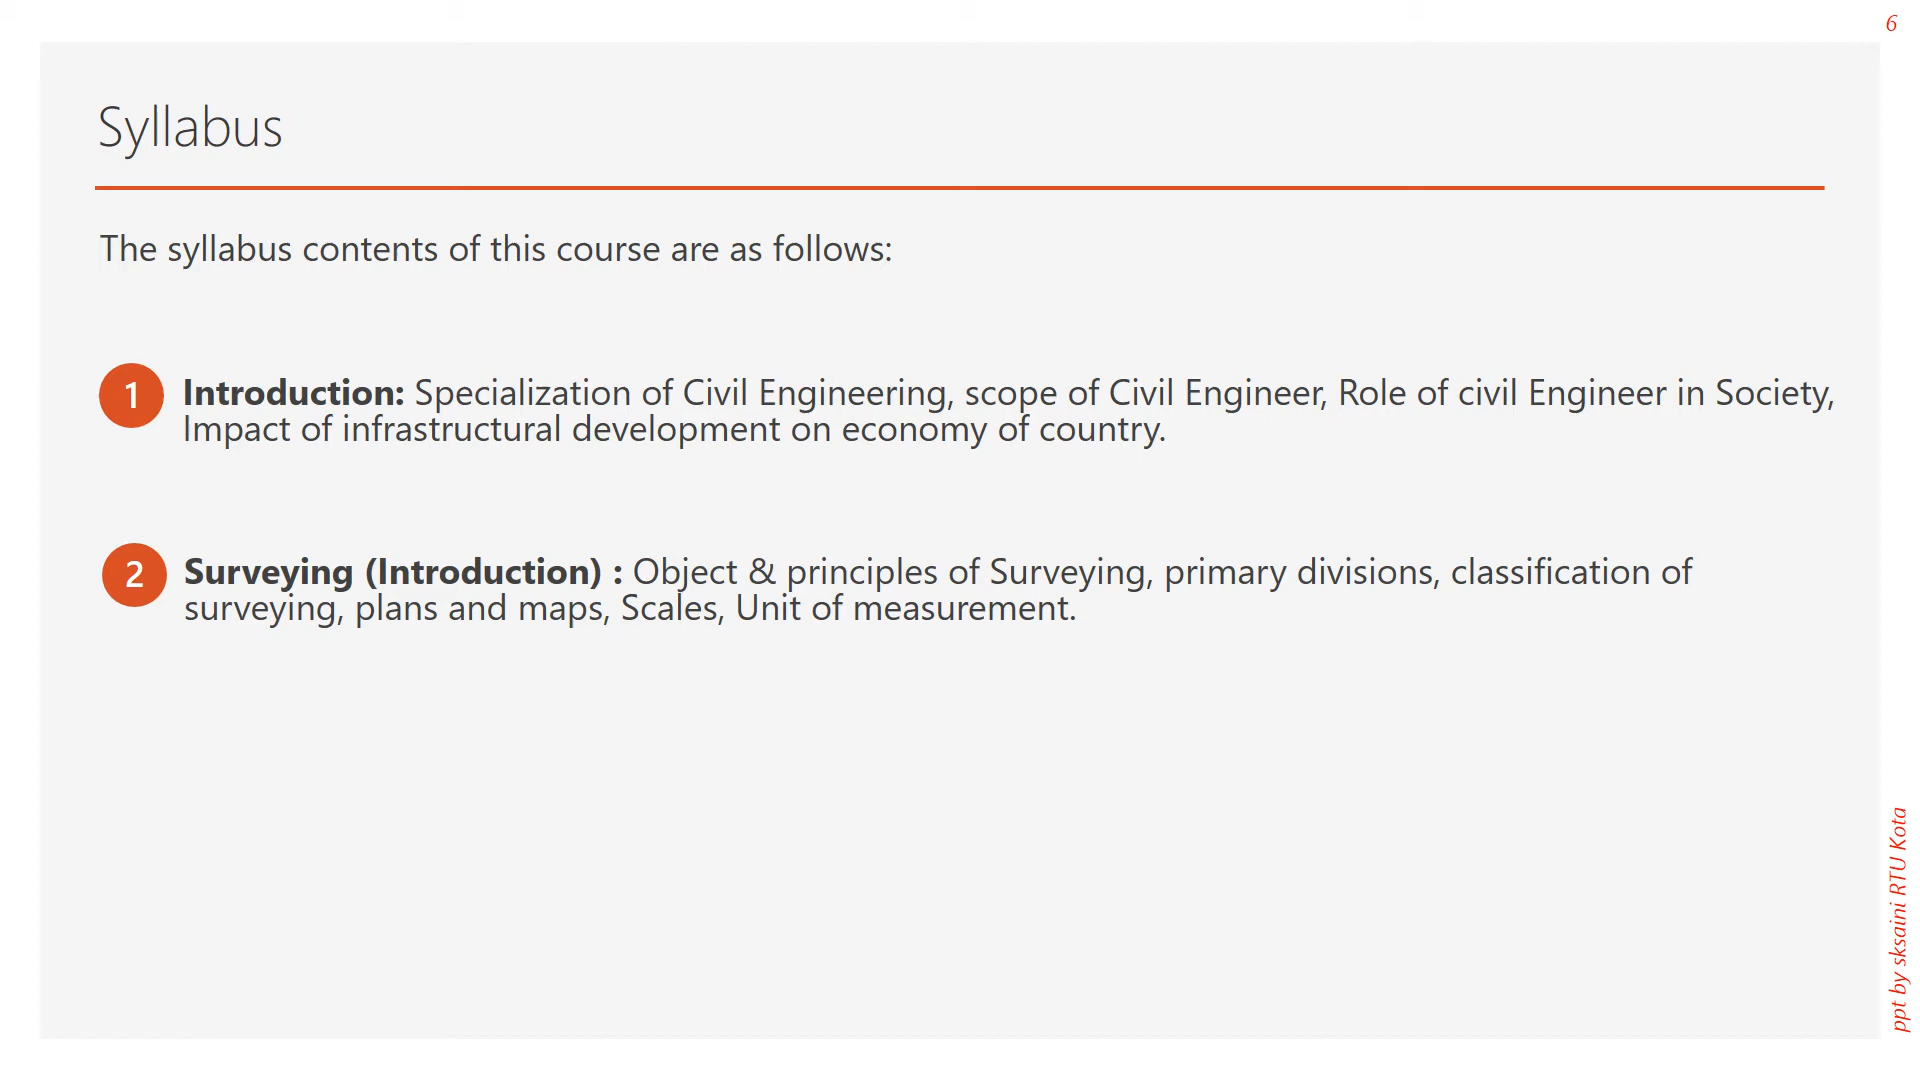 6
Syllabus
The syllabus contents of this course are as follows:
1
Introduction: Specialization of Civil Engineering, scope of Civil Engineer, Role of civil Engineer in Society,
Impact of infrastructural development on economy of country.
2
Surveying (Introduction) : Object & principles of Surveying, primary divisions, classification of
surveying, plans and maps, Scales, Unit of measurement.
ppt by sksaini RTU Kota